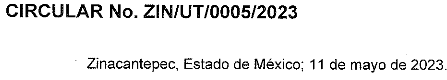 CIRCULAR No. ZIN/UT/0005/2023
Zinacantepec, Estado de México; 11 de mayo de 2023.